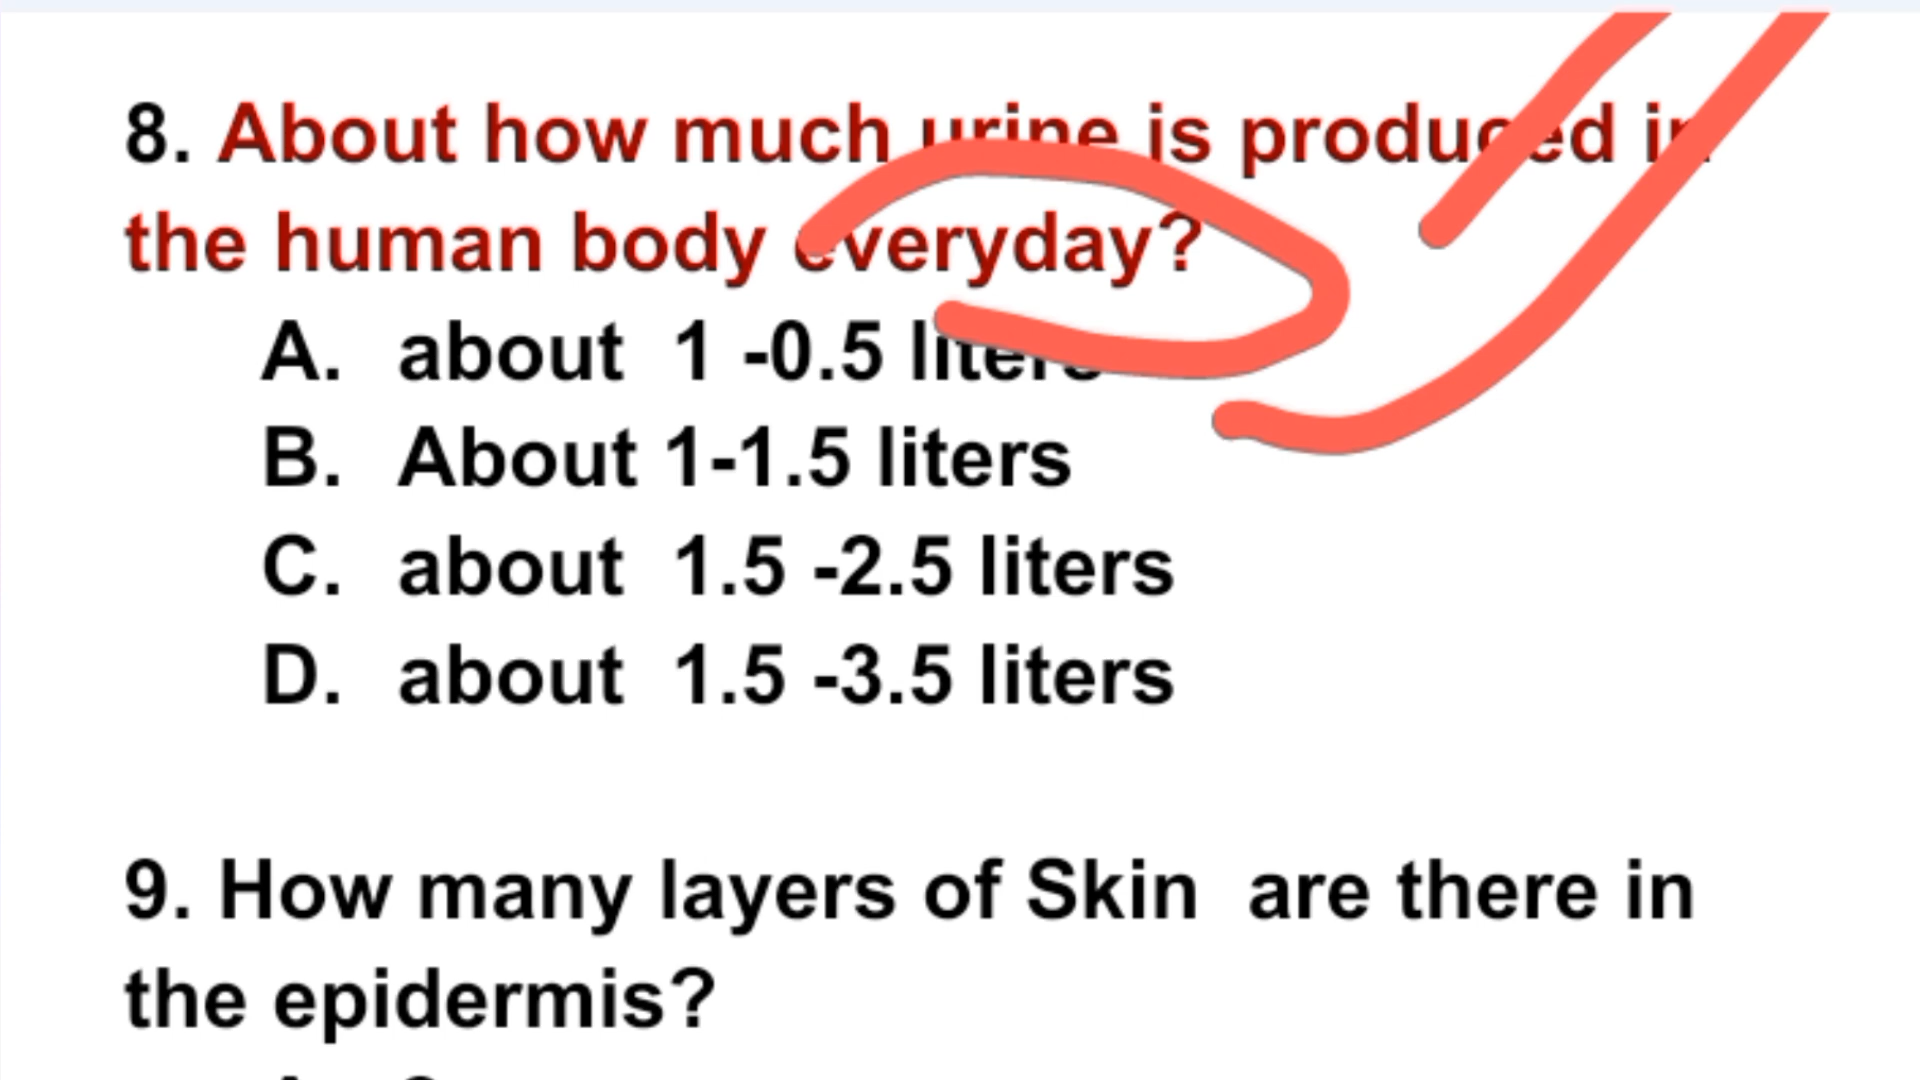 8. About how much urine is produced in
the human body everyday?
A. about 1 -0.5 liters
B. About 1-1.5 liters
C. about 1.5 -2.5 liters
D. about 1.5 -3.5 liters
9. How many layers of Skin are there in
the epidermis?